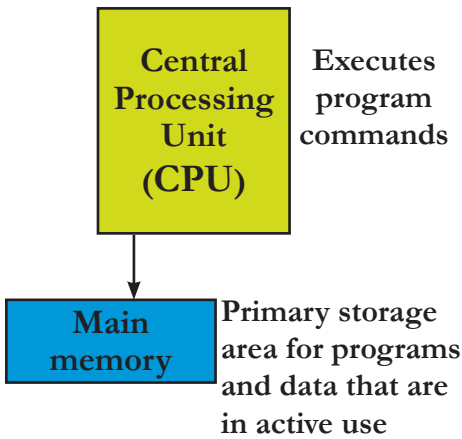 Central
Processing
Unit
(CPU)
Executes
program
commands
Main
memory
Primary storage
area for programs
and data that are
in active use